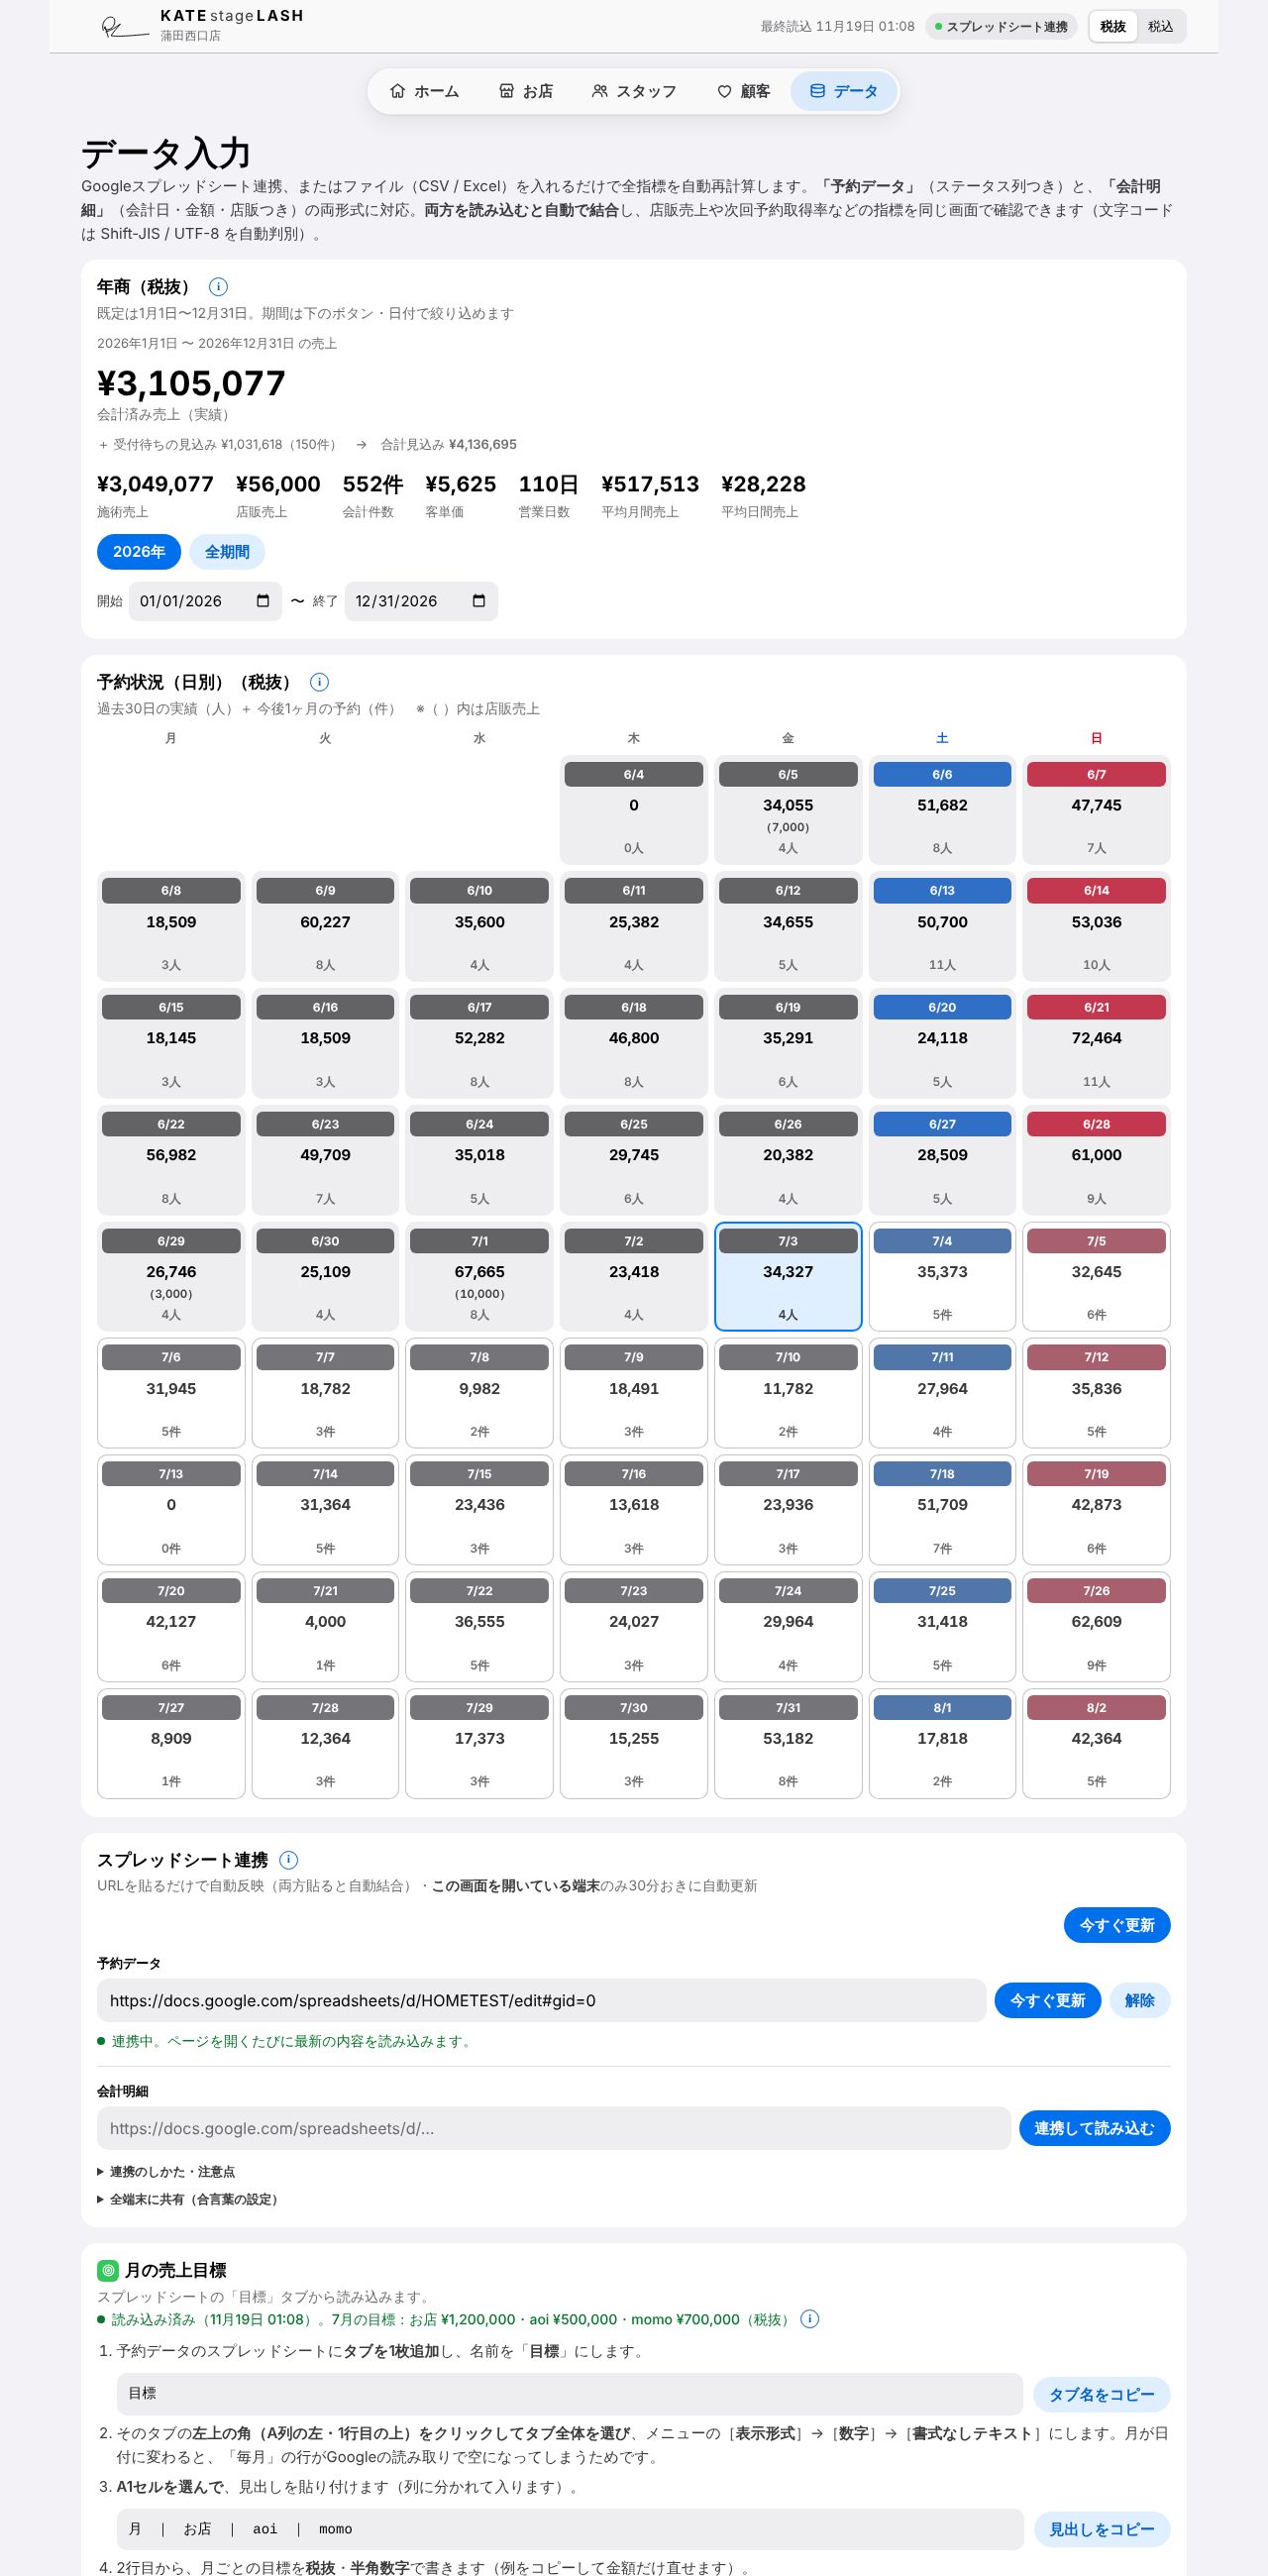 KATE stage LASH
蒲田西口店
最終読込 11月19日 01:08
スプレッドシート連携
税抜 税込
ホーム お店 スタッフ 顧客 データ
データ入力
Googleスプレッドシート連携、またはファイル（CSV / Excel）を入れるだけで全指標を自動再計算します。「予約データ」（ステータス列つき）と、「会計明
細」（会計日・金額・店販つき）の両形式に対応。両方を読み込むと自動で結合し、店販売上や次回予約取得率などの指標を同じ画面で確認できます（文字コード
は Shift-JIS / UTF-8 を自動判別）。
年商（税抜） i
既定は1月1日〜12月31日。期間は下のボタン・日付で絞り込めます
2026年1月1日 〜 2026年12月31日 の売上
¥3,105,077
会計済み売上（実績）
＋ 受付待ちの見込み ¥1,031,618（150件） → 合計見込み ¥4,136,695
¥3,049,077 ¥56,000 552件 ¥5,625 110日 ¥517,513 ¥28,228
施術売上 店販売上 会計件数 客単価 営業日数 平均月間売上 平均日間売上
2026年 全期間
開始 01/01/2026 〜 終了 12/31/2026
予約状況（日別）（税抜） i
過去30日の実績（人）＋ 今後1ヶ月の予約（件） ※（ ）内は店販売上
月 火 水 木 金 土 日
6/4 6/5 6/6 6/7
0 34,055 51,682 47,745
（7,000）
0人 4人 8人 7人
6/8 6/9 6/10 6/11 6/12 6/13 6/14
18,509 60,227 35,600 25,382 34,655 50,700 53,036
3人 8人 4人 4人 5人 11人 10人
6/15 6/16 6/17 6/18 6/19 6/20 6/21
18,145 18,509 52,282 46,800 35,291 24,118 72,464
3人 3人 8人 8人 6人 5人 11人
6/22 6/23 6/24 6/25 6/26 6/27 6/28
56,982 49,709 35,018 29,745 20,382 28,509 61,000
8人 7人 5人 6人 4人 5人 9人
6/29 6/30 7/1 7/2 7/3 7/4 7/5
26,746 25,109 67,665 23,418 34,327 35,373 32,645
（3,000） （10,000）
4人 4人 8人 4人 4人 5件 6件
7/6 7/7 7/8 7/9 7/10 7/11 7/12
31,945 18,782 9,982 18,491 11,782 27,964 35,836
5件 3件 2件 3件 2件 4件 5件
7/13 7/14 7/15 7/16 7/17 7/18 7/19
0 31,364 23,436 13,618 23,936 51,709 42,873
0件 5件 3件 3件 3件 7件 6件
7/20 7/21 7/22 7/23 7/24 7/25 7/26
42,127 4,000 36,555 24,027 29,964 31,418 62,609
6件 1件 5件 3件 4件 5件 9件
7/27 7/28 7/29 7/30 7/31 8/1 8/2
8,909 12,364 17,373 15,255 53,182 17,818 42,364
1件 3件 3件 3件 8件 2件 5件
スプレッドシート連携 i
URLを貼るだけで自動反映（両方貼ると自動結合）・この画面を開いている端末のみ30分おきに自動更新
今すぐ更新
予約データ
https://docs.google.com/spreadsheets/d/HOMETEST/edit#gid=0 今すぐ更新 解除
連携中。ページを開くたびに最新の内容を読み込みます。
会計明細
https://docs.google.com/spreadsheets/d/... 連携して読み込む
連携のしかた・注意点
全端末に共有（合言葉の設定）
月の売上目標
スプレッドシートの「目標」タブから読み込みます。
読み込み済み（11月19日 01:08）。7月の目標：お店 ¥1,200,000・aoi ¥500,000・momo ¥700,000（税抜） i
1. 予約データのスプレッドシートにタブを1枚追加し、名前を「目標」にします。
目標 タブ名をコピー
2. そのタブの左上の角（A列の左・1行目の上）をクリックしてタブ全体を選び、メニューの［表示形式］→［数字］→［書式なしテキスト］にします。月が日
付に変わると、「毎月」の行がGoogleの読み取りで空になってしまうためです。
3. A1セルを選んで、見出しを貼り付けます（列に分かれて入ります）。
月 ｜ お店 ｜ aoi ｜ momo 見出しをコピー
4. 2行目から、月ごとの目標を税抜・半角数字で書きます（例をコピーして金額だけ直せます）。